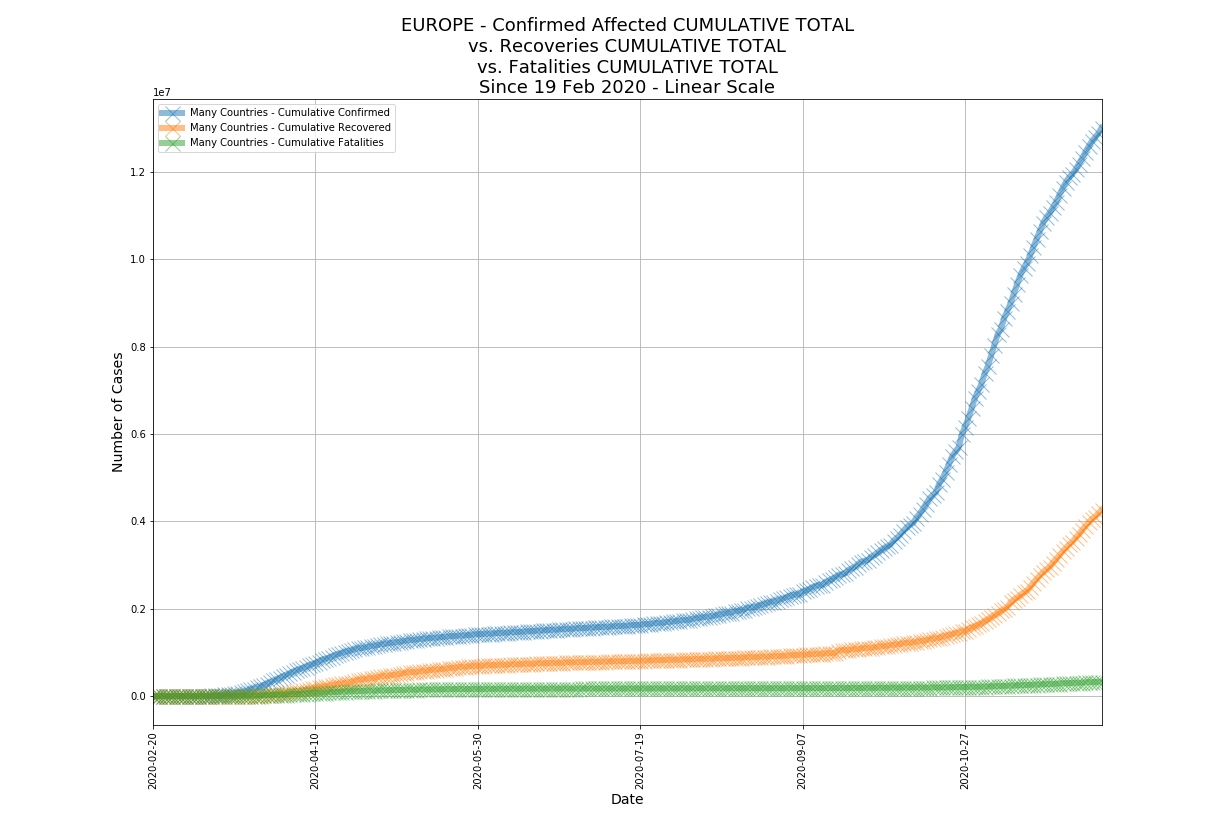 EUROPE - Confirmed Affected CUMULATIVE TOTAL
vs. Recoveries CUMULATIVE TOTAL
vs. Fatalities CUMULATIVE TOTAL
Since 19 Feb 2020 - Linear Scale
1e7
Many Countries - Cumulative Confirmed
Many Countries - Cumulative Recovered
Many Countries - Cumulative Fatalities
1.2
1.0
0.8
0.6
0.4
0.2
0.0
Number of Cases
2020-02-20
2020-04-10
2020-05-30
2020-07-19
2020-09-07
2020-10-27
Date